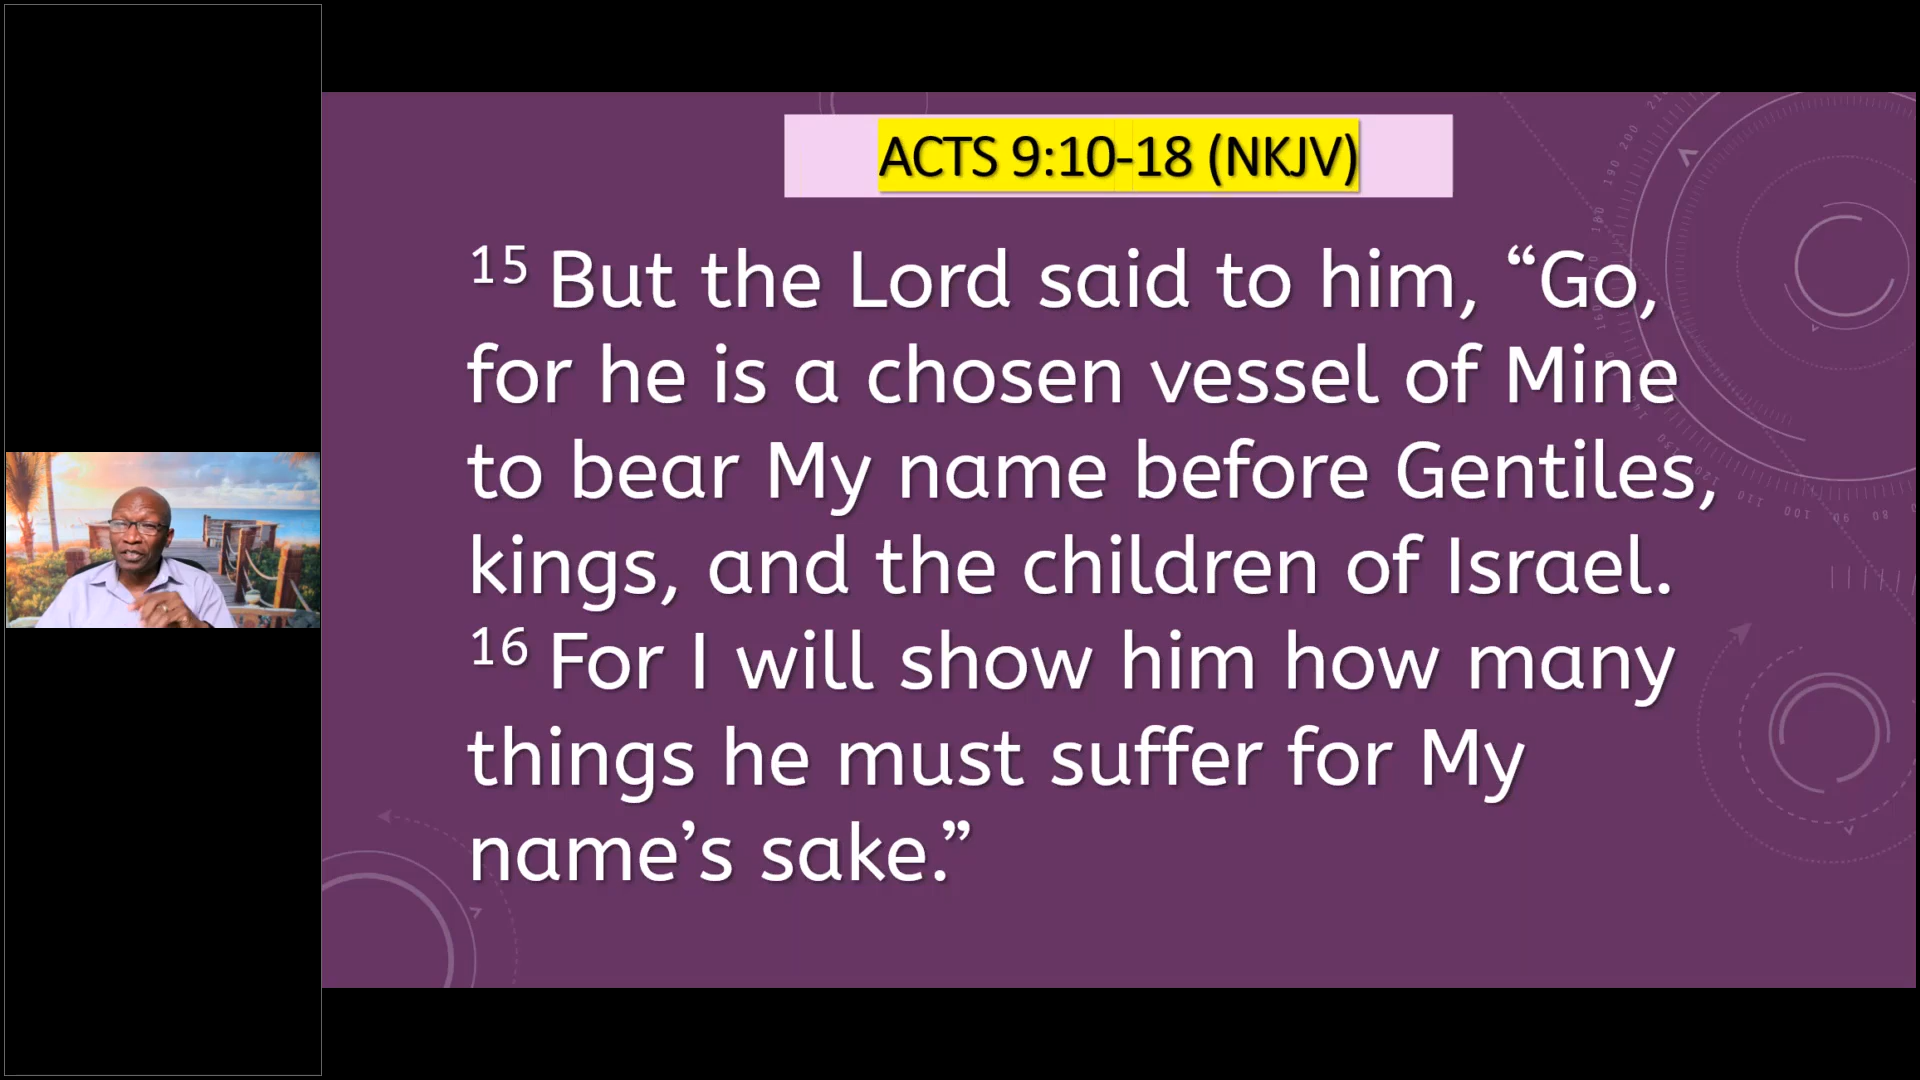 ACTS 9:10-18 (NKJV)
15 But the Lord said to him, “Go,
for he is a chosen vessel of Mine
to bear My name before Gentiles,
kings, and the children of Israel.
16 For I will show him how many
things he must suffer for My
name’s sake.”